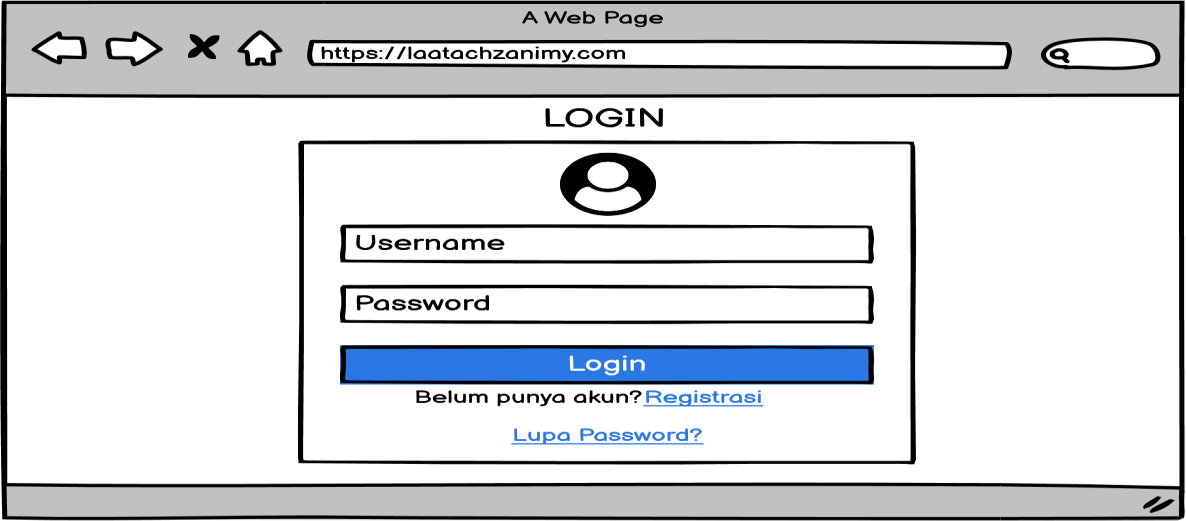 A Web Page
https://laatachzanimy.com
LOGIN
Username
Password
Login
Belum punya akun? Registrasi
Lupa Password?